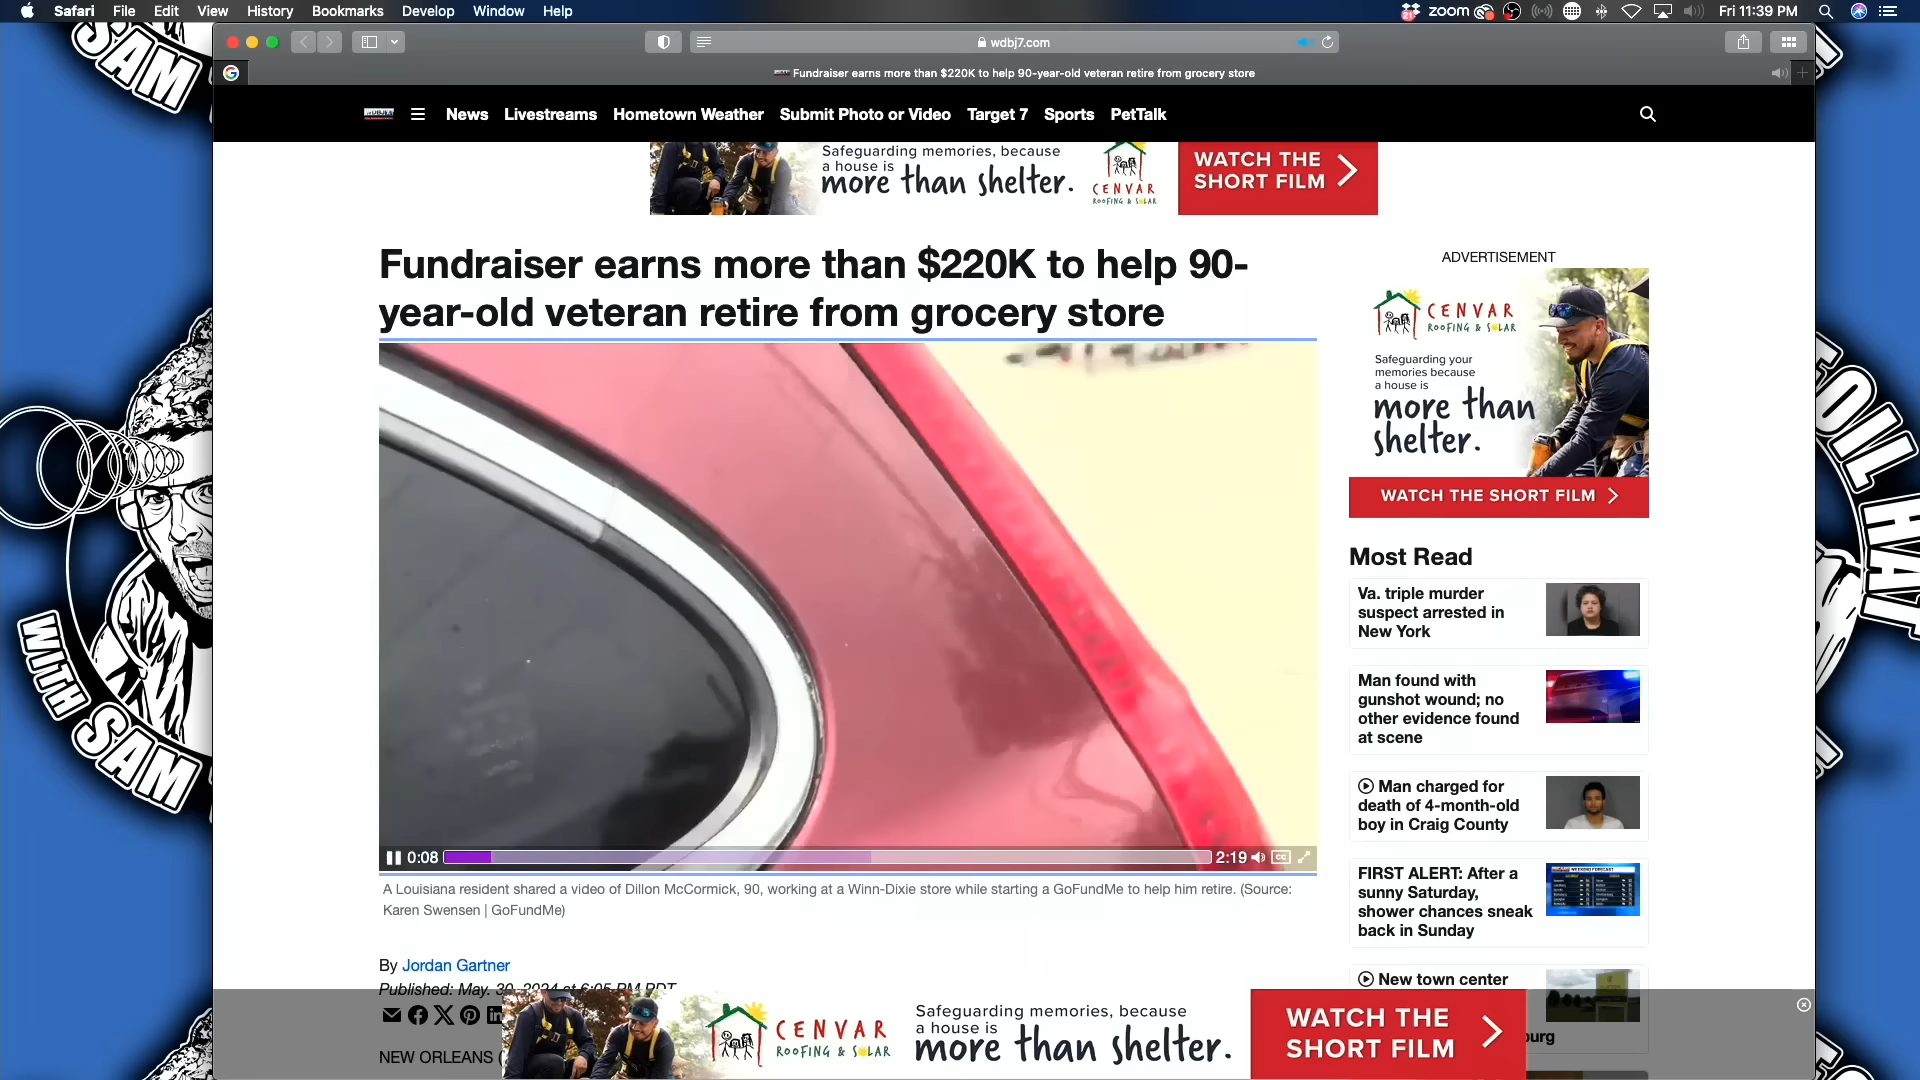 Safari File Edit View History Bookmarks Develop Window Help
21 zoom Fri 11:39 PM
wdbj7.com
Fundraiser earns more than $220K to help 90-year-old veteran retire from grocery store
News Livestreams Hometown Weather Submit Photo or Video Target 7 Sports PetTalk
Safeguarding memories, because
a house is
more than shelter.
CENVAR
ROOFING & SOLAR
WATCH THE
SHORT FILM
Fundraiser earns more than $220K to help 90-
year-old veteran retire from grocery store
0:08 2:19 CC
A Louisiana resident shared a video of Dillon McCormick, 90, working at a Winn-Dixie store while starting a GoFundMe to help him retire. (Source:
Karen Swensen | GoFundMe)
By Jordan Gartner
Published: May. 30, 2024 at 6:05 PM PDT
NEW ORLEANS (
ADVERTISEMENT
CENVAR
ROOFING & SOLAR
Safeguarding your
memories because
a house is
more than
shelter.
WATCH THE SHORT FILM
Most Read
Va. triple murder
suspect arrested in
New York
Man found with
gunshot wound; no
other evidence found
at scene
Man charged for
death of 4-month-old
boy in Craig County
FIRST ALERT: After a
sunny Saturday,
shower chances sneak
back in Sunday
New town center
burg
CENVAR
ROOFING & SOLAR
Safeguarding memories, because
a house is
more than shelter.
WATCH THE
SHORT FILM
SAM
WITH SAM
FOIL HAT